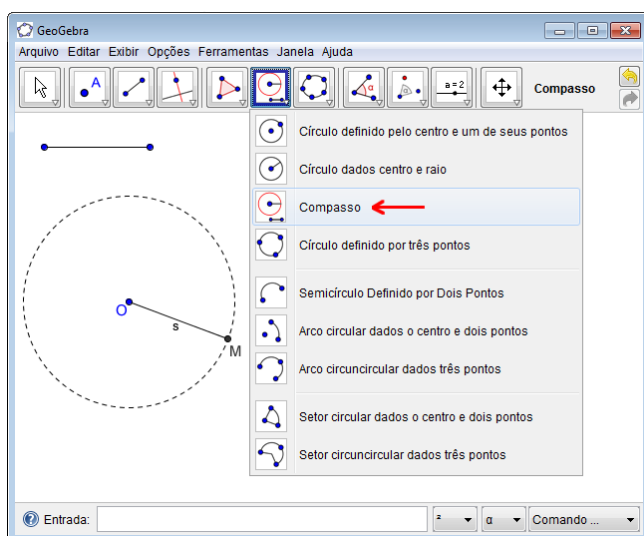 GeoGebra
Arquivo Editar Exibir Opções Ferramentas Janela Ajuda
A
α
a
a=2
Compasso
Círculo definido pelo centro e um de seus pontos
Círculo dados centro e raio
Compasso
Círculo definido por três pontos
Semicírculo Definido por Dois Pontos
Arco circular dados o centro e dois pontos
Arco circuncircular dados três pontos
Setor circular dados o centro e dois pontos
Setor circuncircular dados três pontos
O
s
M
Entrada:
² α Comando ...